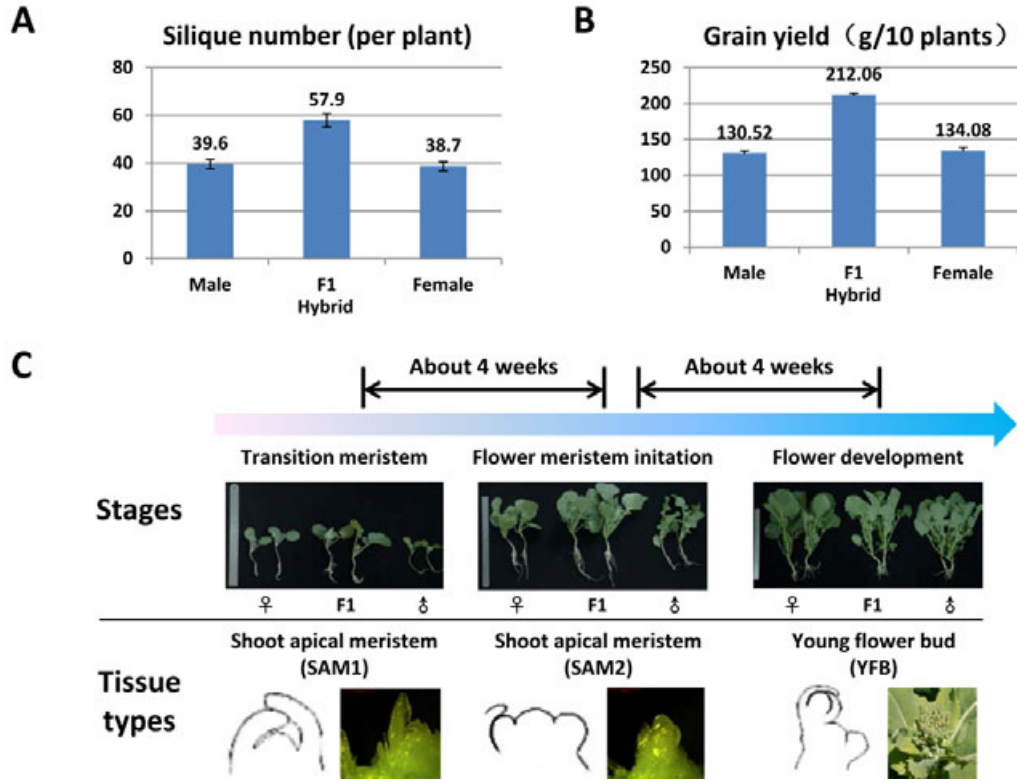 A
Silique number (per plant)
80
60
40
20
0
39.6
57.9
38.7
Male
F1
Hybrid
Female
B
Grain yield（g/10 plants）
250
200
150
100
50
0
130.52
212.06
134.08
Male
F1
Hybrid
Female
C
About 4 weeks
About 4 weeks
Transition meristem
Flower meristem initation
Flower development
Stages
♀ F1 ♂
♀ F1 ♂
♀ F1 ♂
Tissue
types
Shoot apical meristem
(SAM1)
Shoot apical meristem
(SAM2)
Young flower bud
(YFB)